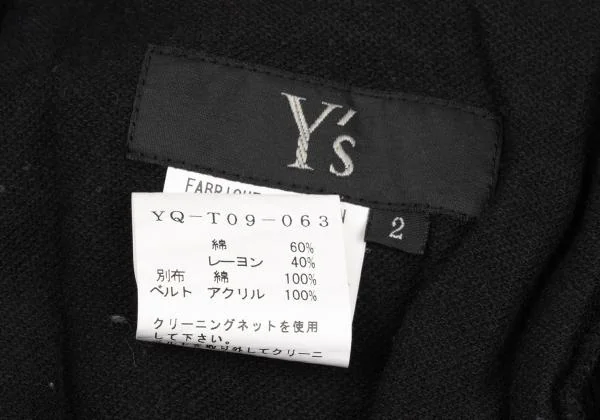 Y's
2
YQ-T09-063
綿 60%
レーヨン 40%
別布 綿 100%
ベルト アクリル 100%
クリーニングネットを使用
して下さい。